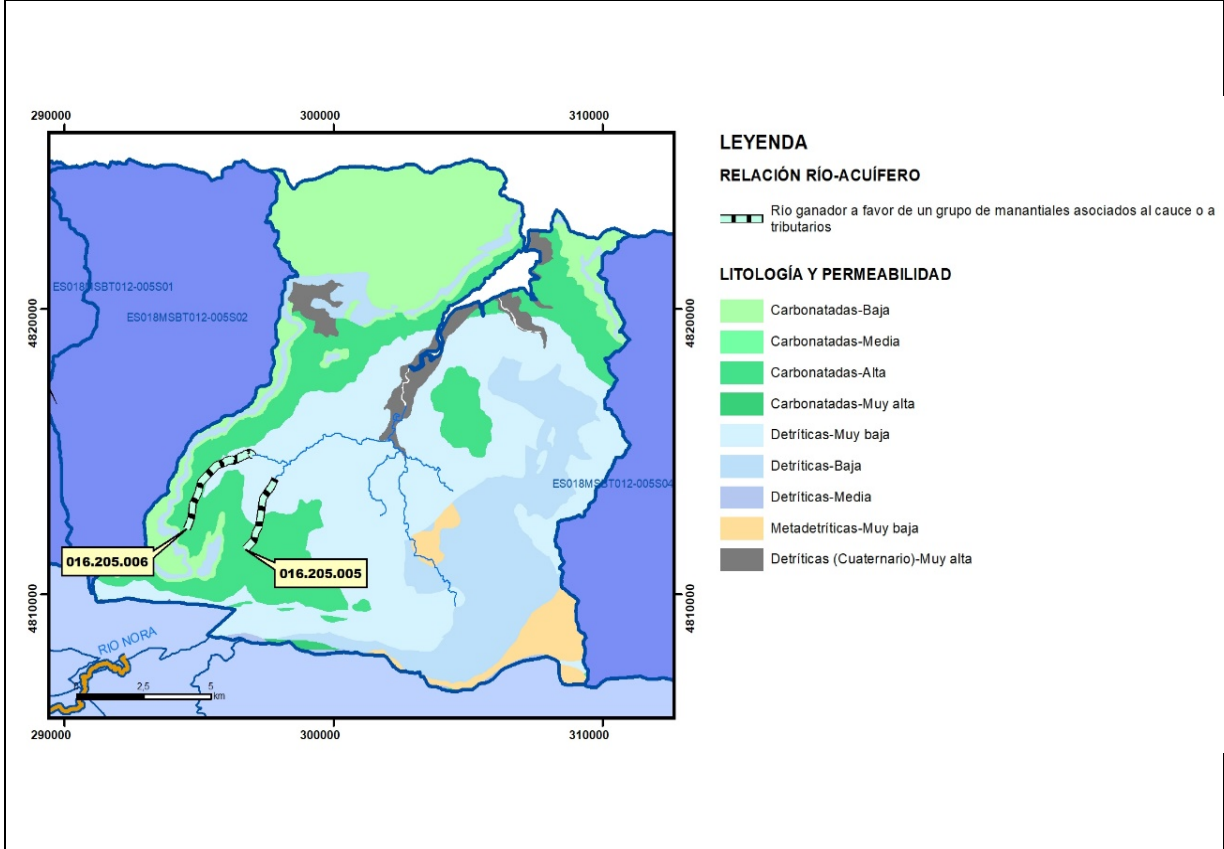 290000
300000
310000
4820000
4810000
ES018MSBT012-005S01
ES018MSBT012-005S02
ES018MSBT012-005S04
016.205.006
016.205.005
RIO NORA
2,5
5
km
290000
300000
310000
4820000
4810000
LEYENDA
RELACIÓN RÍO-ACUÍFERO
Río ganador a favor de un grupo de manantiales asociados al cauce o a
tributarios
LITOLOGÍA Y PERMEABILIDAD
Carbonatadas-Baja
Carbonatadas-Media
Carbonatadas-Alta
Carbonatadas-Muy alta
Detríticas-Muy baja
Detríticas-Baja
Detríticas-Media
Metadetríticas-Muy baja
Detríticas (Cuaternario)-Muy alta